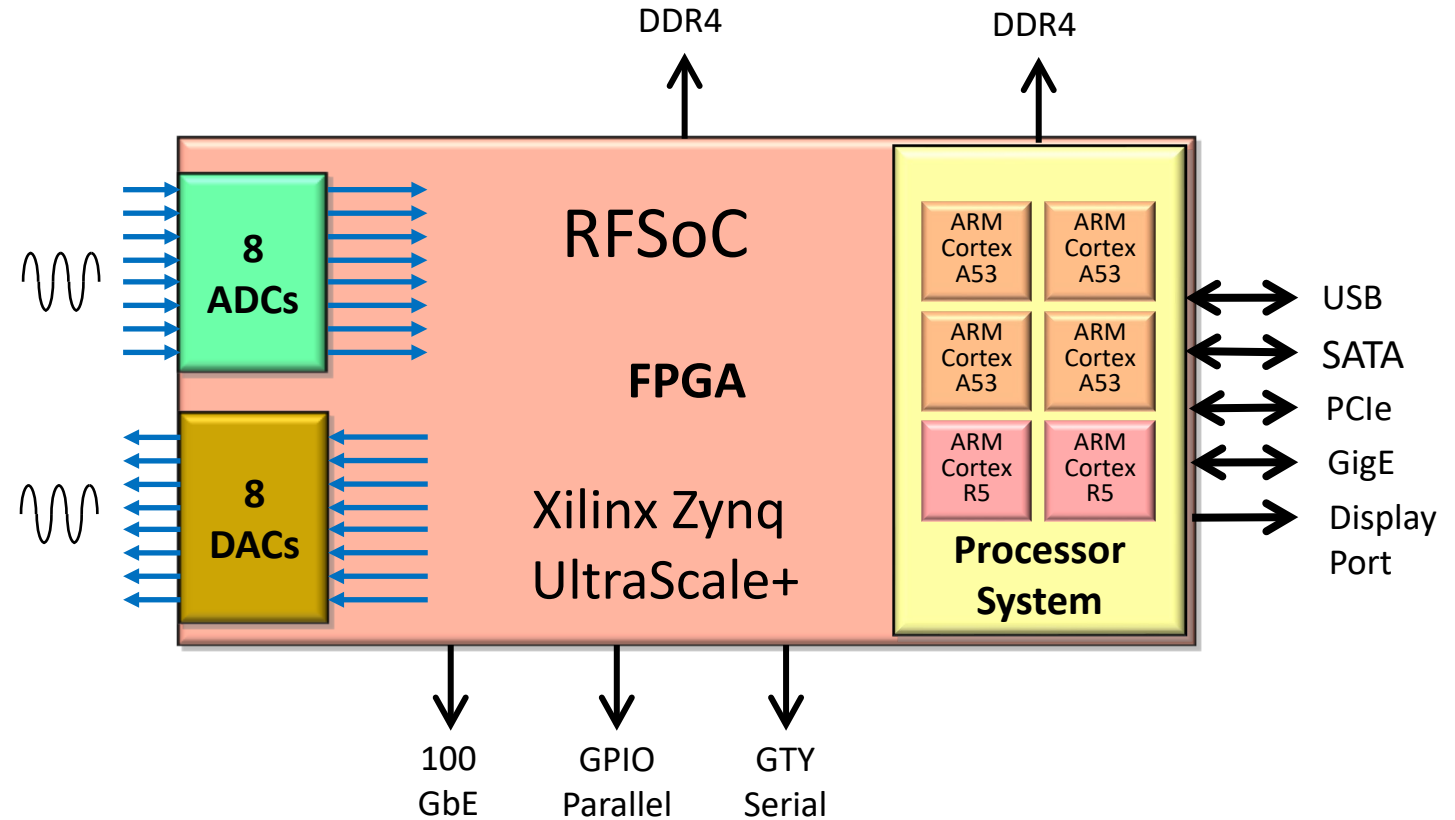 DDR4
DDR4
RFSoC
FPGA
Xilinx Zynq
UltraScale+
8
ADCs
8
DACs
ARM
Cortex
A53
ARM
Cortex
A53
ARM
Cortex
A53
ARM
Cortex
A53
ARM
Cortex
R5
ARM
Cortex
R5
Processor
System
USB
SATA
PCIe
GigE
Display
Port
100
GbE
GPIO
Parallel
GTY
Serial